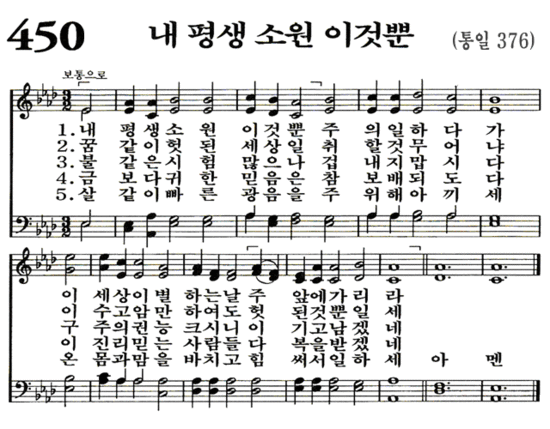 450 내 평생 소원 이것뿐 (통일 376)
보통으로
1. 내 평생소 원 이것뿐 주 의일하다 가
2. 꿈 같이헛 된 세상일 취 할것무어 냐
3. 불 같은시 험 많으나 겁 내지맙시 다
4. 금 보다귀 한 믿음은 참 보배되도 다
5. 살 같이빠 른 광음을 주 위해아끼 세
이 세상이별 하는날 주 앞에가리 라
이 수고암만 하여도 헛 된것뿐일 세
구 주의권능 크시니 이 기고남겠 네
이 진리믿는 사람들 다 복을받겠 네
온 몸과맘을 바치고 힘 써서일하 세 아 멘